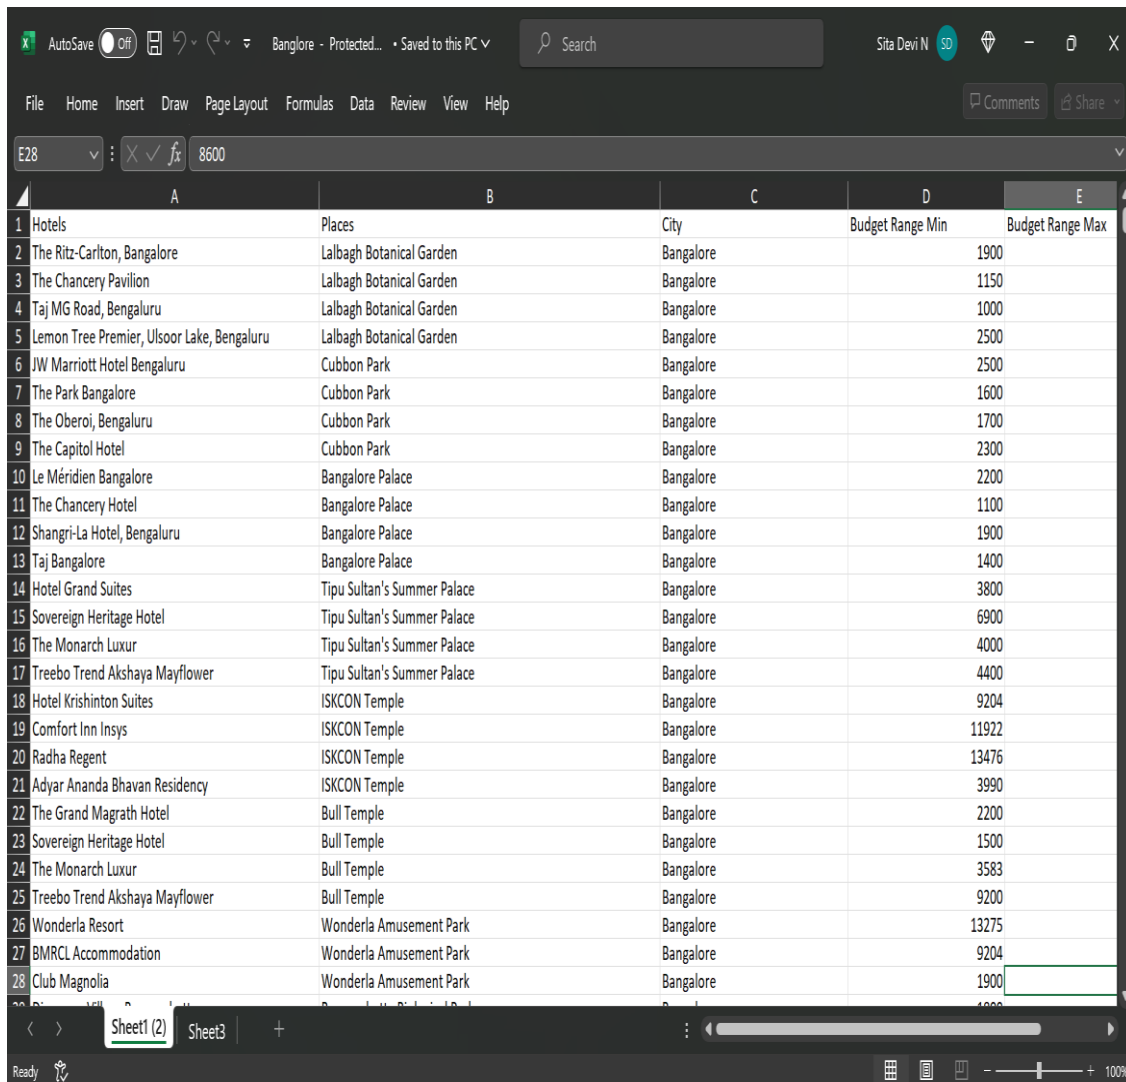 AutoSave Off Banglore - Protected... • Saved to this PC Search Sita Devi N SD
File Home Insert Draw Page Layout Formulas Data Review View Help Comments Share
E28 fx 8600
A B C D E
1 Hotels Places City Budget Range Min Budget Range Max
2 The Ritz-Carlton, Bangalore Lalbagh Botanical Garden Bangalore 1900
3 The Chancery Pavilion Lalbagh Botanical Garden Bangalore 1150
4 Taj MG Road, Bengaluru Lalbagh Botanical Garden Bangalore 1000
5 Lemon Tree Premier, Ulsoor Lake, Bengaluru Lalbagh Botanical Garden Bangalore 2500
6 JW Marriott Hotel Bengaluru Cubbon Park Bangalore 2500
7 The Park Bangalore Cubbon Park Bangalore 1600
8 The Oberoi, Bengaluru Cubbon Park Bangalore 1700
9 The Capitol Hotel Cubbon Park Bangalore 2300
10 Le Méridien Bangalore Bangalore Palace Bangalore 2200
11 The Chancery Hotel Bangalore Palace Bangalore 1100
12 Shangri-La Hotel, Bengaluru Bangalore Palace Bangalore 1900
13 Taj Bangalore Bangalore Palace Bangalore 1400
14 Hotel Grand Suites Tipu Sultan's Summer Palace Bangalore 3800
15 Sovereign Heritage Hotel Tipu Sultan's Summer Palace Bangalore 6900
16 The Monarch Luxur Tipu Sultan's Summer Palace Bangalore 4000
17 Treebo Trend Akshaya Mayflower Tipu Sultan's Summer Palace Bangalore 4400
18 Hotel Krishinton Suites ISKCON Temple Bangalore 9204
19 Comfort Inn Insys ISKCON Temple Bangalore 11922
20 Radha Regent ISKCON Temple Bangalore 13476
21 Adyar Ananda Bhavan Residency ISKCON Temple Bangalore 3990
22 The Grand Magrath Hotel Bull Temple Bangalore 2200
23 Sovereign Heritage Hotel Bull Temple Bangalore 1500
24 The Monarch Luxur Bull Temple Bangalore 3583
25 Treebo Trend Akshaya Mayflower Bull Temple Bangalore 9200
26 Wonderla Resort Wonderla Amusement Park Bangalore 13275
27 BMRCL Accommodation Wonderla Amusement Park Bangalore 9204
28 Club Magnolia Wonderla Amusement Park Bangalore 1900
Sheet1 (2) Sheet3
Ready 100%